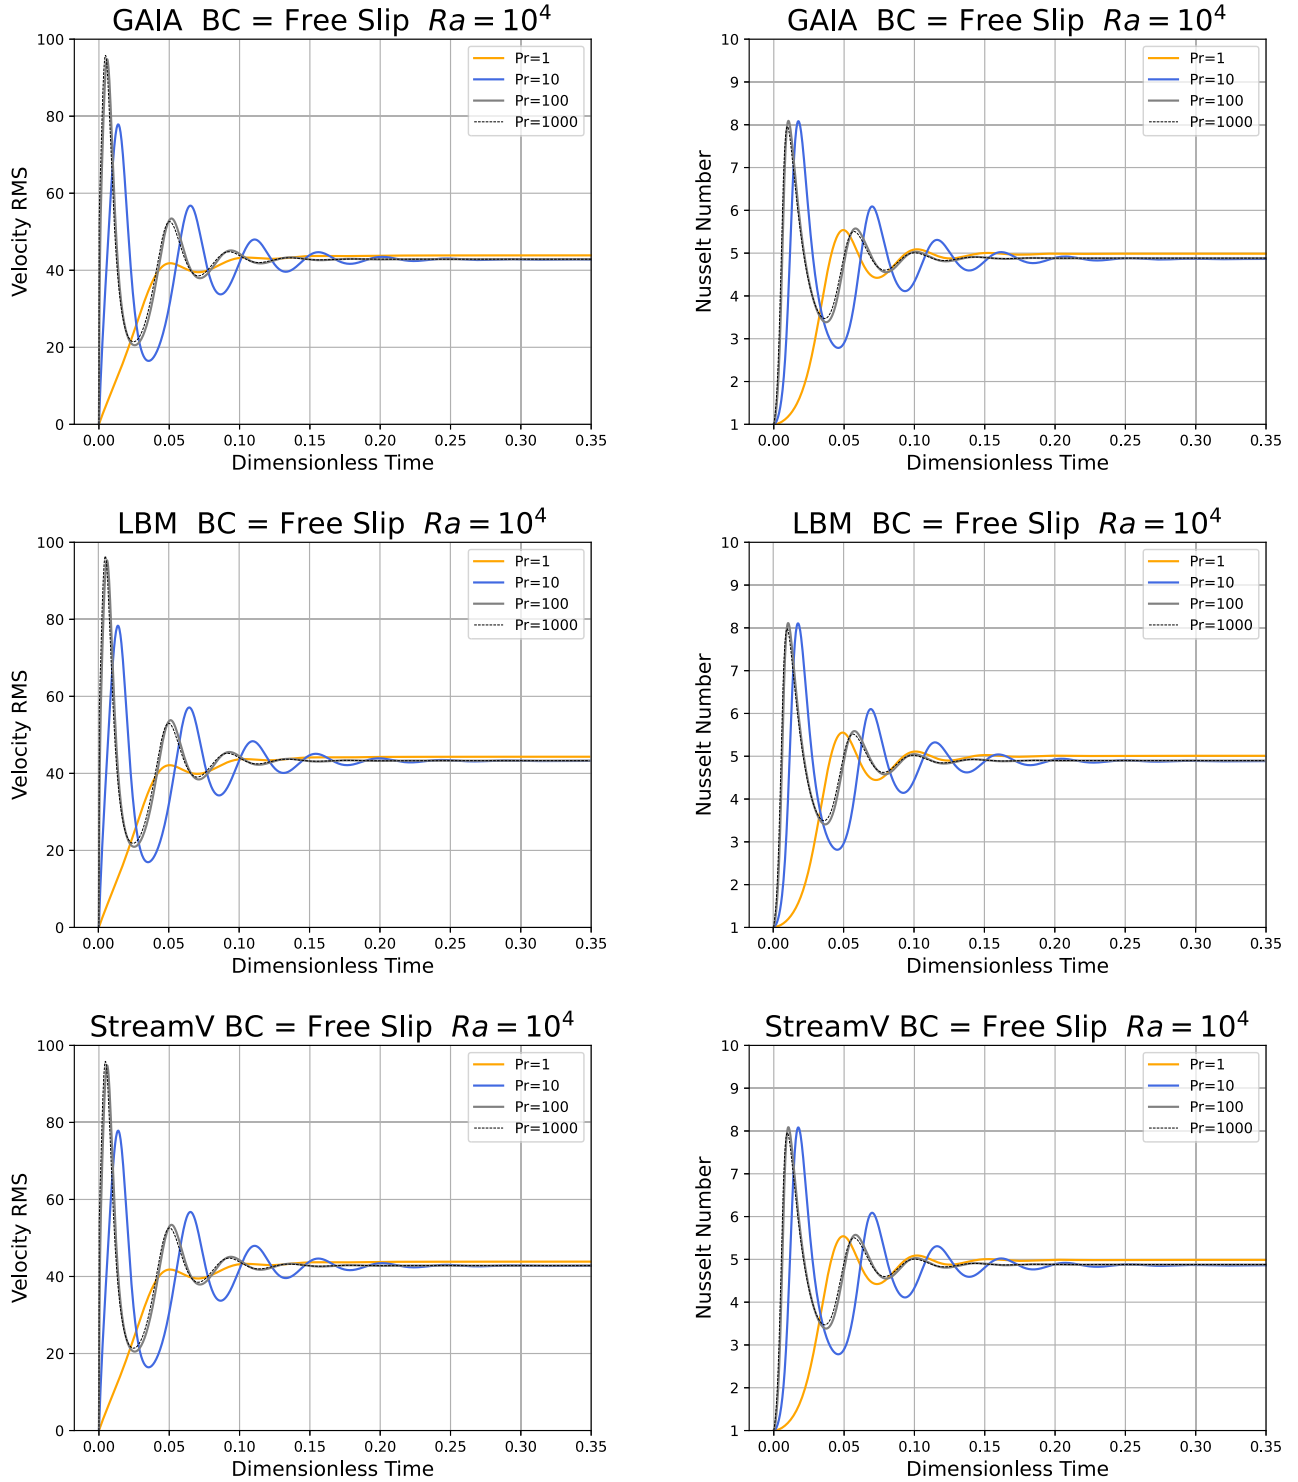 GAIA  BC = Free Slip  Ra = 10⁴
Velocity RMS
100
80
60
40
20
0
Pr=1
Pr=10
Pr=100
Pr=1000
0.00 0.05 0.10 0.15 0.20 0.25 0.30 0.35
Dimensionless Time
GAIA  BC = Free Slip  Ra = 10⁴
Nusselt Number
10
9
8
7
6
5
4
3
2
1
Pr=1
Pr=10
Pr=100
Pr=1000
0.00 0.05 0.10 0.15 0.20 0.25 0.30 0.35
Dimensionless Time
LBM  BC = Free Slip  Ra = 10⁴
Velocity RMS
100
80
60
40
20
0
Pr=1
Pr=10
Pr=100
Pr=1000
0.00 0.05 0.10 0.15 0.20 0.25 0.30 0.35
Dimensionless Time
LBM  BC = Free Slip  Ra = 10⁴
Nusselt Number
10
9
8
7
6
5
4
3
2
1
Pr=1
Pr=10
Pr=100
Pr=1000
0.00 0.05 0.10 0.15 0.20 0.25 0.30 0.35
Dimensionless Time
StreamV BC = Free Slip  Ra = 10⁴
Velocity RMS
100
80
60
40
20
0
Pr=1
Pr=10
Pr=100
Pr=1000
0.00 0.05 0.10 0.15 0.20 0.25 0.30 0.35
Dimensionless Time
StreamV BC = Free Slip  Ra = 10⁴
Nusselt Number
10
9
8
7
6
5
4
3
2
1
Pr=1
Pr=10
Pr=100
Pr=1000
0.00 0.05 0.10 0.15 0.20 0.25 0.30 0.35
Dimensionless Time